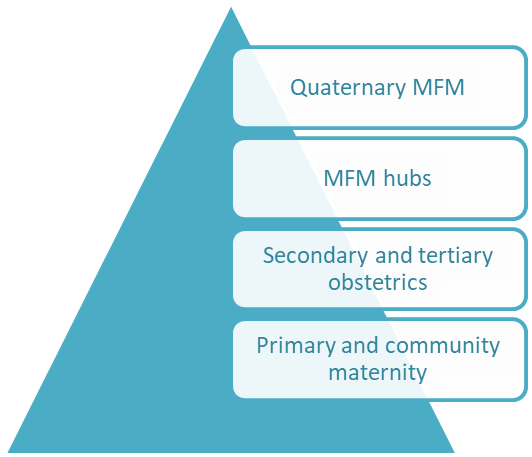 Quaternary MFM
MFM hubs
Secondary and tertiary
obstetrics
Primary and community
maternity